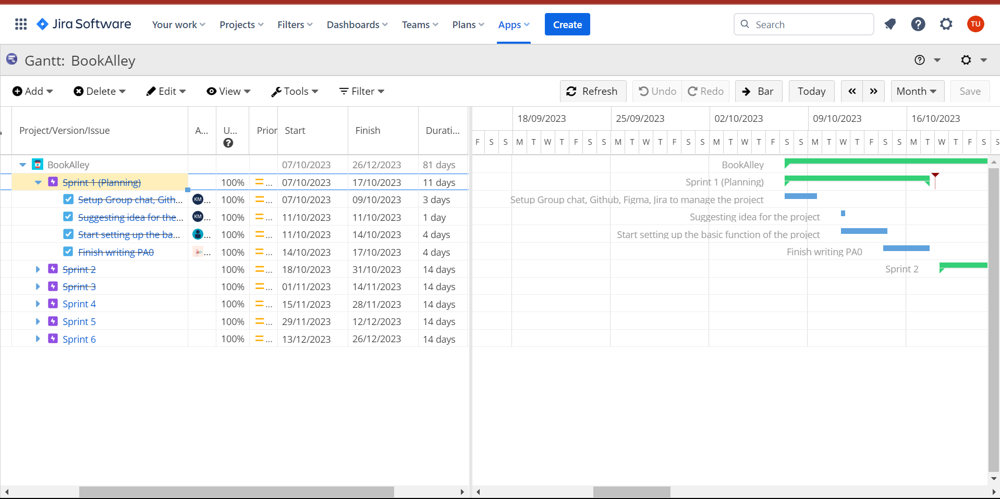 Jira Software Your work Projects Filters Dashboards Teams Plans Apps Create Search TU
Gantt: BookAlley
Add Delete Edit View Tools Filter Refresh Undo Redo Bar Today Month Save
18/09/2023 25/09/2023 02/10/2023 09/10/2023 16/10/2023
Project/Version/Issue A... U... Prior Start Finish Durati...
F S S M T W T F S S M T W T F S S M T W T F S S M T W T F S S M T W T F S S
BookAlley 07/10/2023 26/12/2023 81 days BookAlley
Sprint 1 (Planning) 100% ... 07/10/2023 17/10/2023 11 days Sprint 1 (Planning)
Setup Group chat, Gith... KM ... 100% ... 07/10/2023 09/10/2023 3 days Setup Group chat, Github, Figma, Jira to manage the project
Suggesting idea for the... KM ... 100% ... 11/10/2023 11/10/2023 1 day Suggesting idea for the project
Start setting up the ba... ... 100% ... 11/10/2023 14/10/2023 4 days Start setting up the basic function of the project
Finish writing PA0 ... 100% ... 14/10/2023 17/10/2023 4 days Finish writing PA0
Sprint 2 100% ... 18/10/2023 31/10/2023 14 days Sprint 2
Sprint 3 100% ... 01/11/2023 14/11/2023 14 days
Sprint 4 100% ... 15/11/2023 28/11/2023 14 days
Sprint 5 100% ... 29/11/2023 12/12/2023 14 days
Sprint 6 100% ... 13/12/2023 26/12/2023 14 days